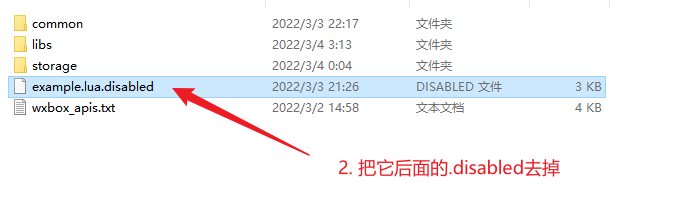 common 2022/3/3 22:17 文件夹
libs 2022/3/4 3:13 文件夹
storage 2022/3/4 0:04 文件夹
example.lua.disabled 2022/3/3 21:26 DISABLED 文件 3 KB
wxbox_apis.txt 2022/3/2 14:58 文本文档 4 KB
2. 把它后面的.disabled去掉